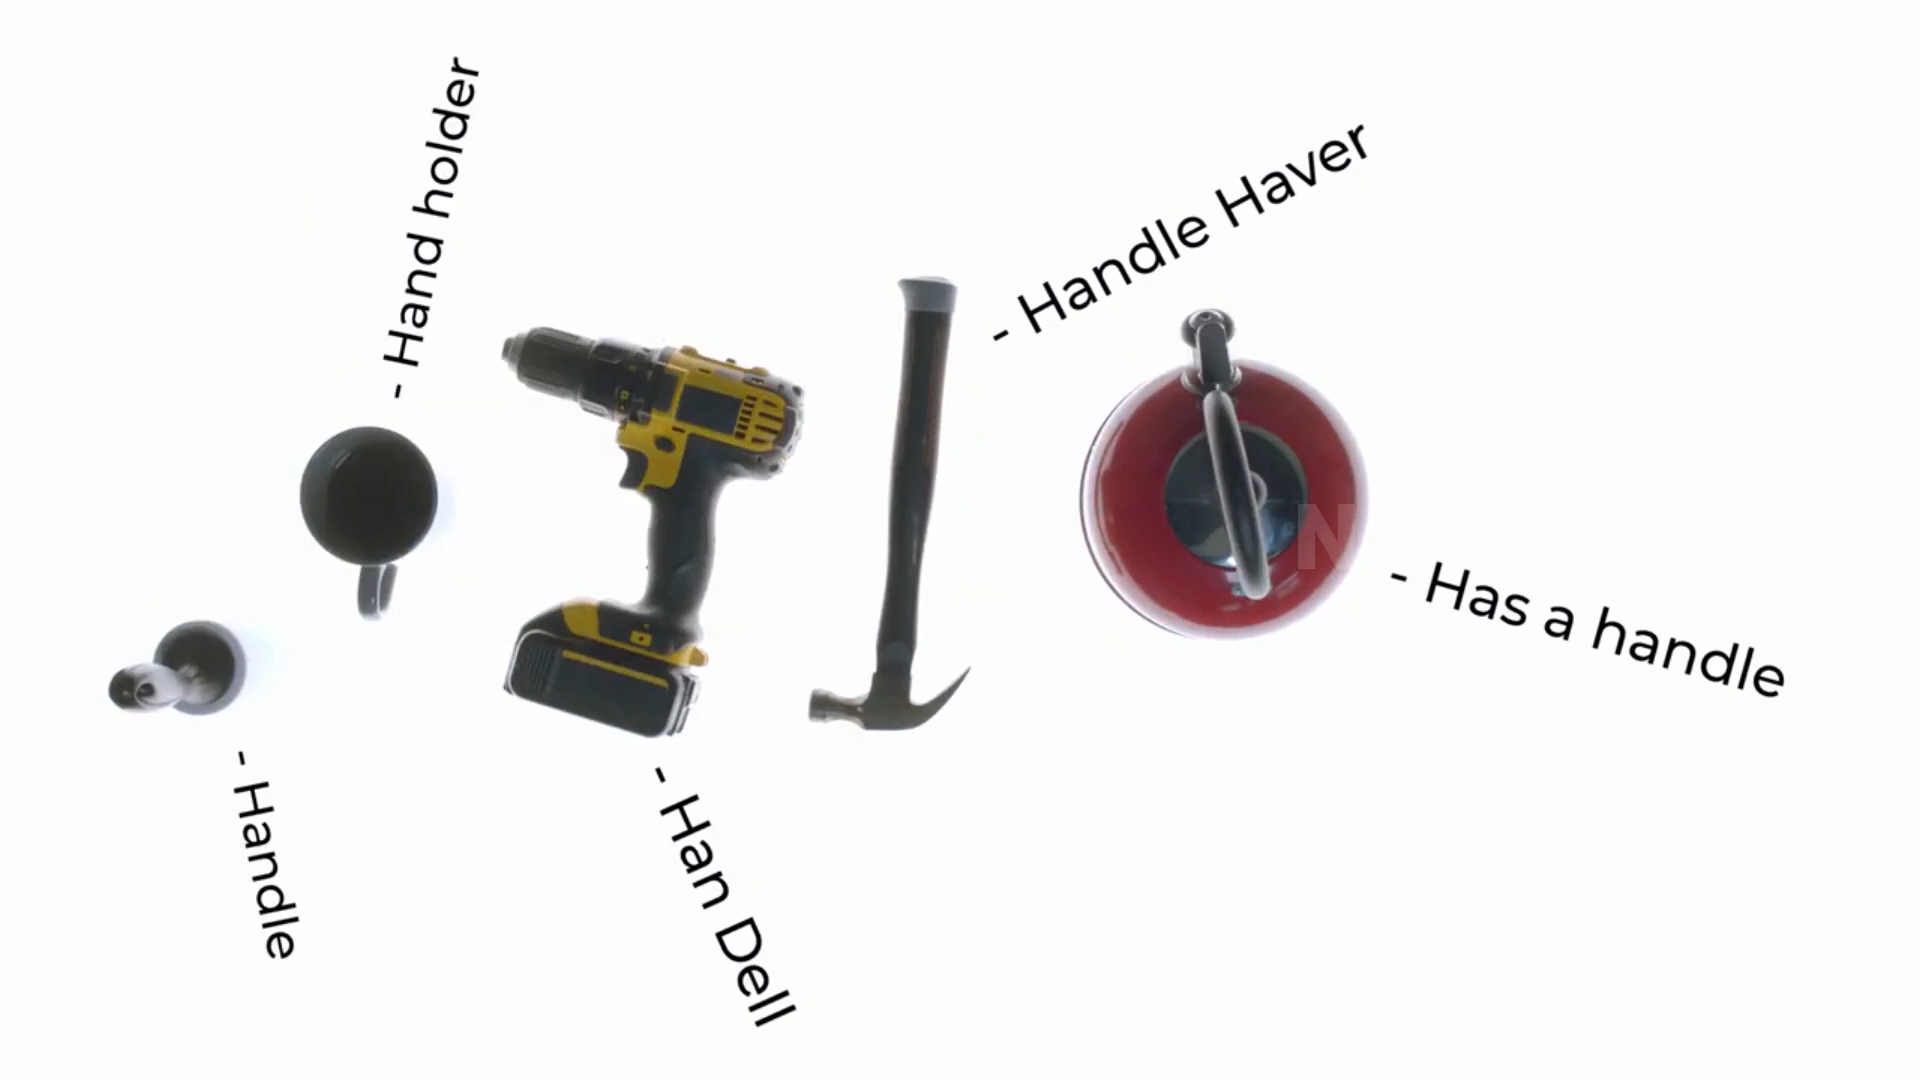 - Hand holder
- Handle Haver
- Has a handle
- Handle
- Han Dell
N